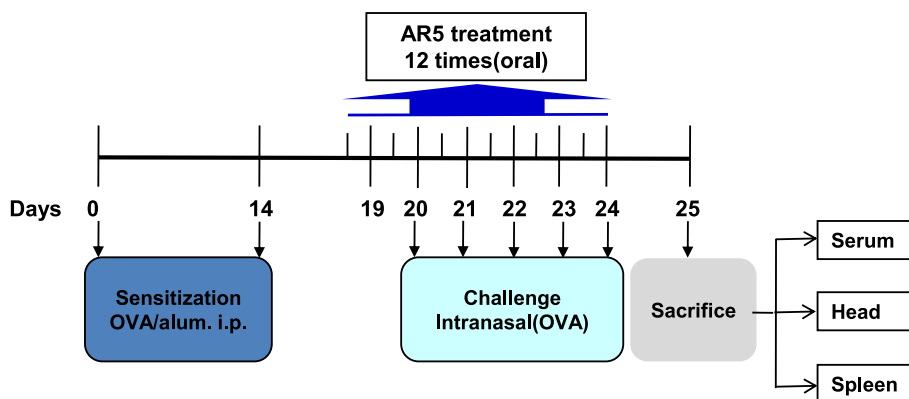 AR5 treatment
12 times(oral)
Days 0 14 19 20 21 22 23 24 25
Sensitization
OVA/alum. i.p.
Challenge
Intranasal(OVA)
Sacrifice
Serum
Head
Spleen